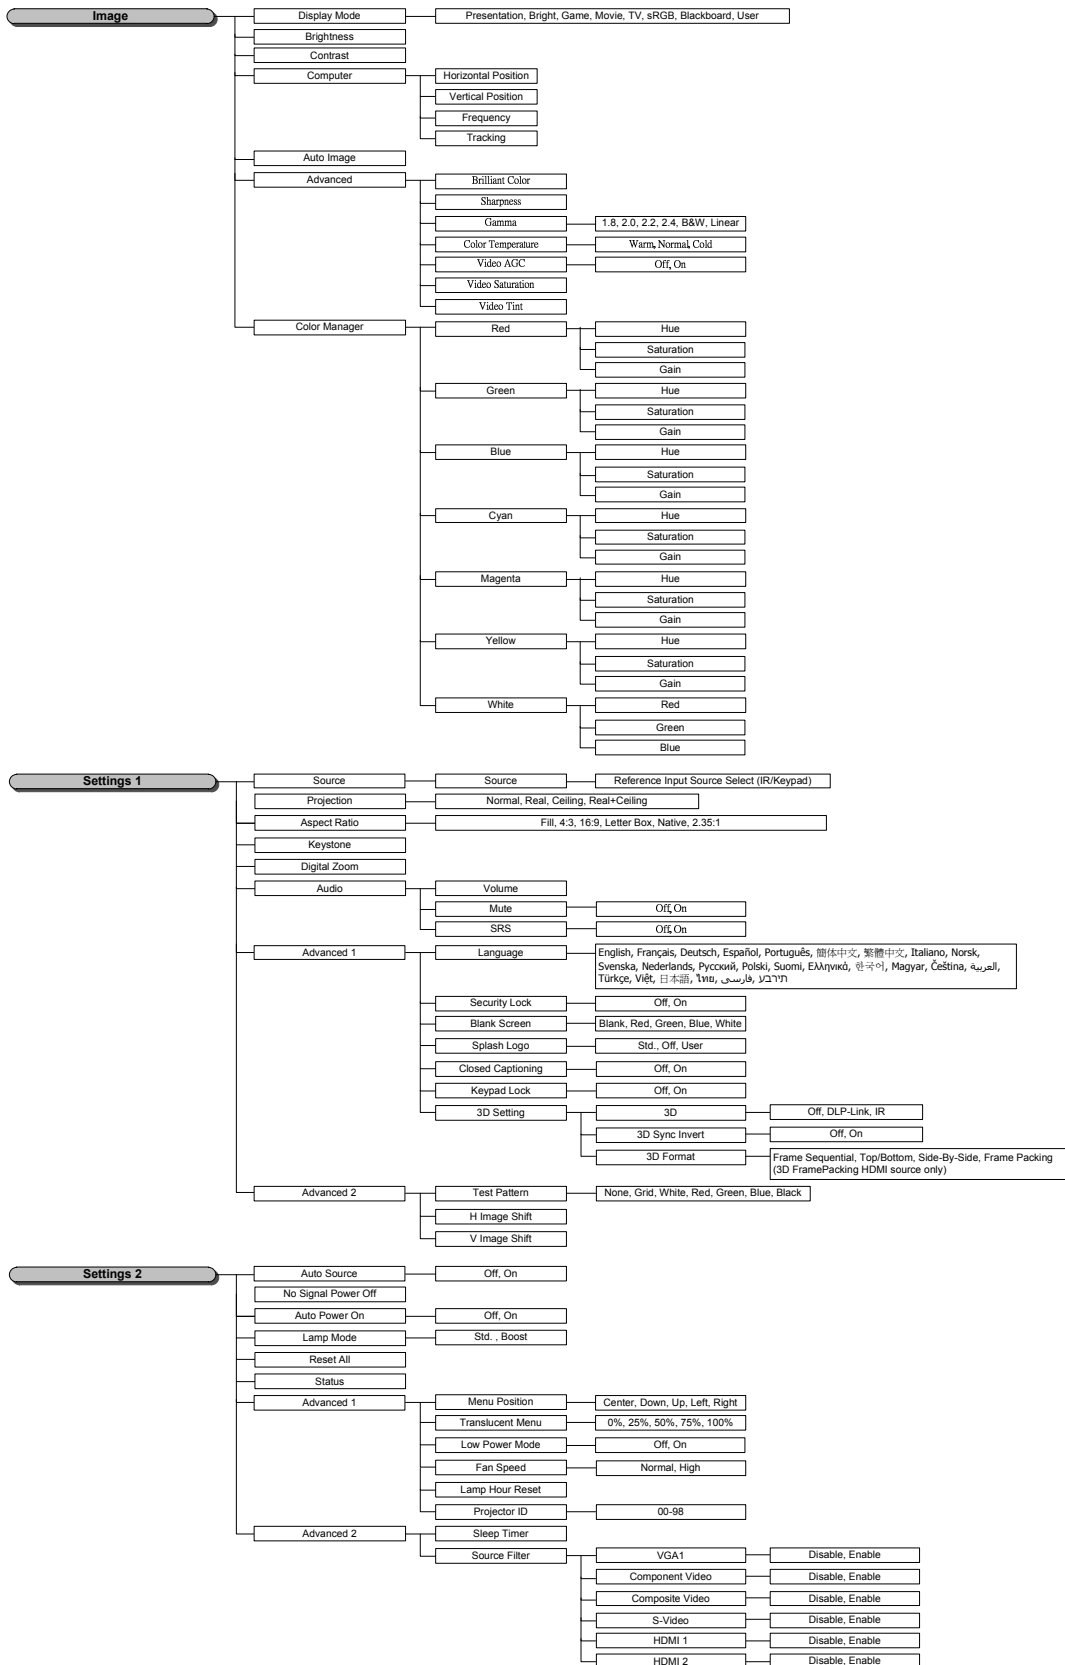 Image
Display Mode
Presentation, Bright, Game, Movie, TV, sRGB, Blackboard, User
Brightness
Contrast
Computer
Horizontal Position
Vertical Position
Frequency
Tracking
Auto Image
Advanced
Brilliant Color
Sharpness
Gamma
1.8, 2.0, 2.2, 2.4, B&W, Linear
Color Temperature
Warm, Normal, Cold
Video AGC
Off, On
Video Saturation
Video Tint
Color Manager
Red
Hue
Saturation
Gain
Green
Hue
Saturation
Gain
Blue
Hue
Saturation
Gain
Cyan
Hue
Saturation
Gain
Magenta
Hue
Saturation
Gain
Yellow
Hue
Saturation
Gain
White
Red
Green
Blue
Settings 1
Source
Source
Reference Input Source Select (IR/Keypad)
Projection
Normal, Real, Ceiling, Real+Ceiling
Aspect Ratio
Fill, 4:3, 16:9, Letter Box, Native, 2.35:1
Keystone
Digital Zoom
Audio
Volume
Mute
Off, On
SRS
Off, On
Advanced 1
Language
English, Français, Deutsch, Español, Português, 簡体中文, 繁體中文, Italiano, Norsk,
Svenska, Nederlands, Русский, Polski, Suomi, Ελληνικά, 한국어, Magyar, Čeština, العربية,
Türkçe, Việt, 日本語, ไทย, فارسی, תירבע
Security Lock
Off, On
Blank Screen
Blank, Red, Green, Blue, White
Splash Logo
Std., Off, User
Closed Captioning
Off, On
Keypad Lock
Off, On
3D Setting
3D
Off, DLP-Link, IR
3D Sync Invert
Off, On
3D Format
Frame Sequential, Top/Bottom, Side-By-Side, Frame Packing
(3D FramePacking HDMI source only)
Advanced 2
Test Pattern
None, Grid, White, Red, Green, Blue, Black
H Image Shift
V Image Shift
Settings 2
Auto Source
Off, On
No Signal Power Off
Auto Power On
Off, On
Lamp Mode
Std. , Boost
Reset All
Status
Advanced 1
Menu Position
Center, Down, Up, Left, Right
Translucent Menu
0%, 25%, 50%, 75%, 100%
Low Power Mode
Off, On
Fan Speed
Normal, High
Lamp Hour Reset
Projector ID
00-98
Advanced 2
Sleep Timer
Source Filter
VGA1
Disable, Enable
Component Video
Disable, Enable
Composite Video
Disable, Enable
S-Video
Disable, Enable
HDMI 1
Disable, Enable
HDMI 2
Disable, Enable